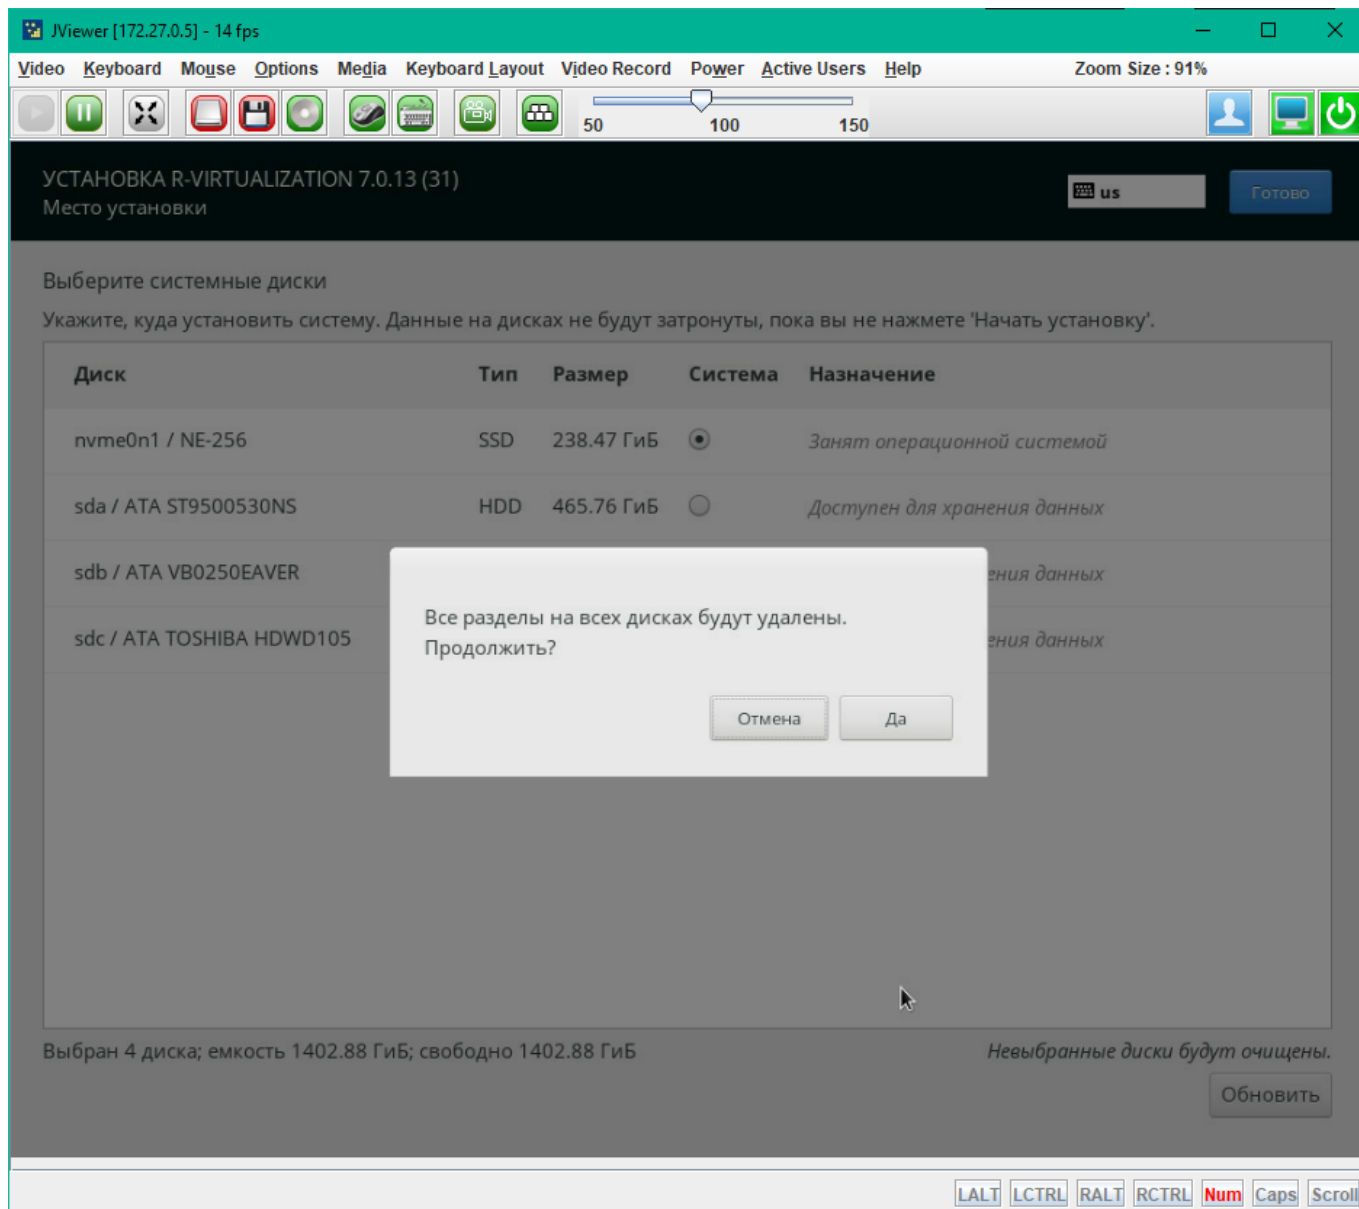 JViewer [172.27.0.5] - 14 fps
Video Keyboard Mouse Options Media Keyboard Layout Video Record Power Active Users Help Zoom Size : 91%
50 100 150
УСТАНОВКА R-VIRTUALIZATION 7.0.13 (31)
Место установки
us
Готово
Выберите системные диски
Укажите, куда установить систему. Данные на дисках не будут затронуты, пока вы не нажмете 'Начать установку'.
Диск Тип Размер Система Назначение
nvme0n1 / NE-256 SSD 238.47 ГиБ Занят операционной системой
sda / ATA ST9500530NS HDD 465.76 ГиБ Доступен для хранения данных
sdb / ATA VB0250EAVER ения данных
sdc / ATA TOSHIBA HDWD105 ения данных
Все разделы на всех дисках будут удалены.
Продолжить?
Отмена Да
Выбран 4 диска; емкость 1402.88 ГиБ; свободно 1402.88 ГиБ Невыбранные диски будут очищены.
Обновить
LALT LCTRL RALT RCTRL Num Caps Scroll